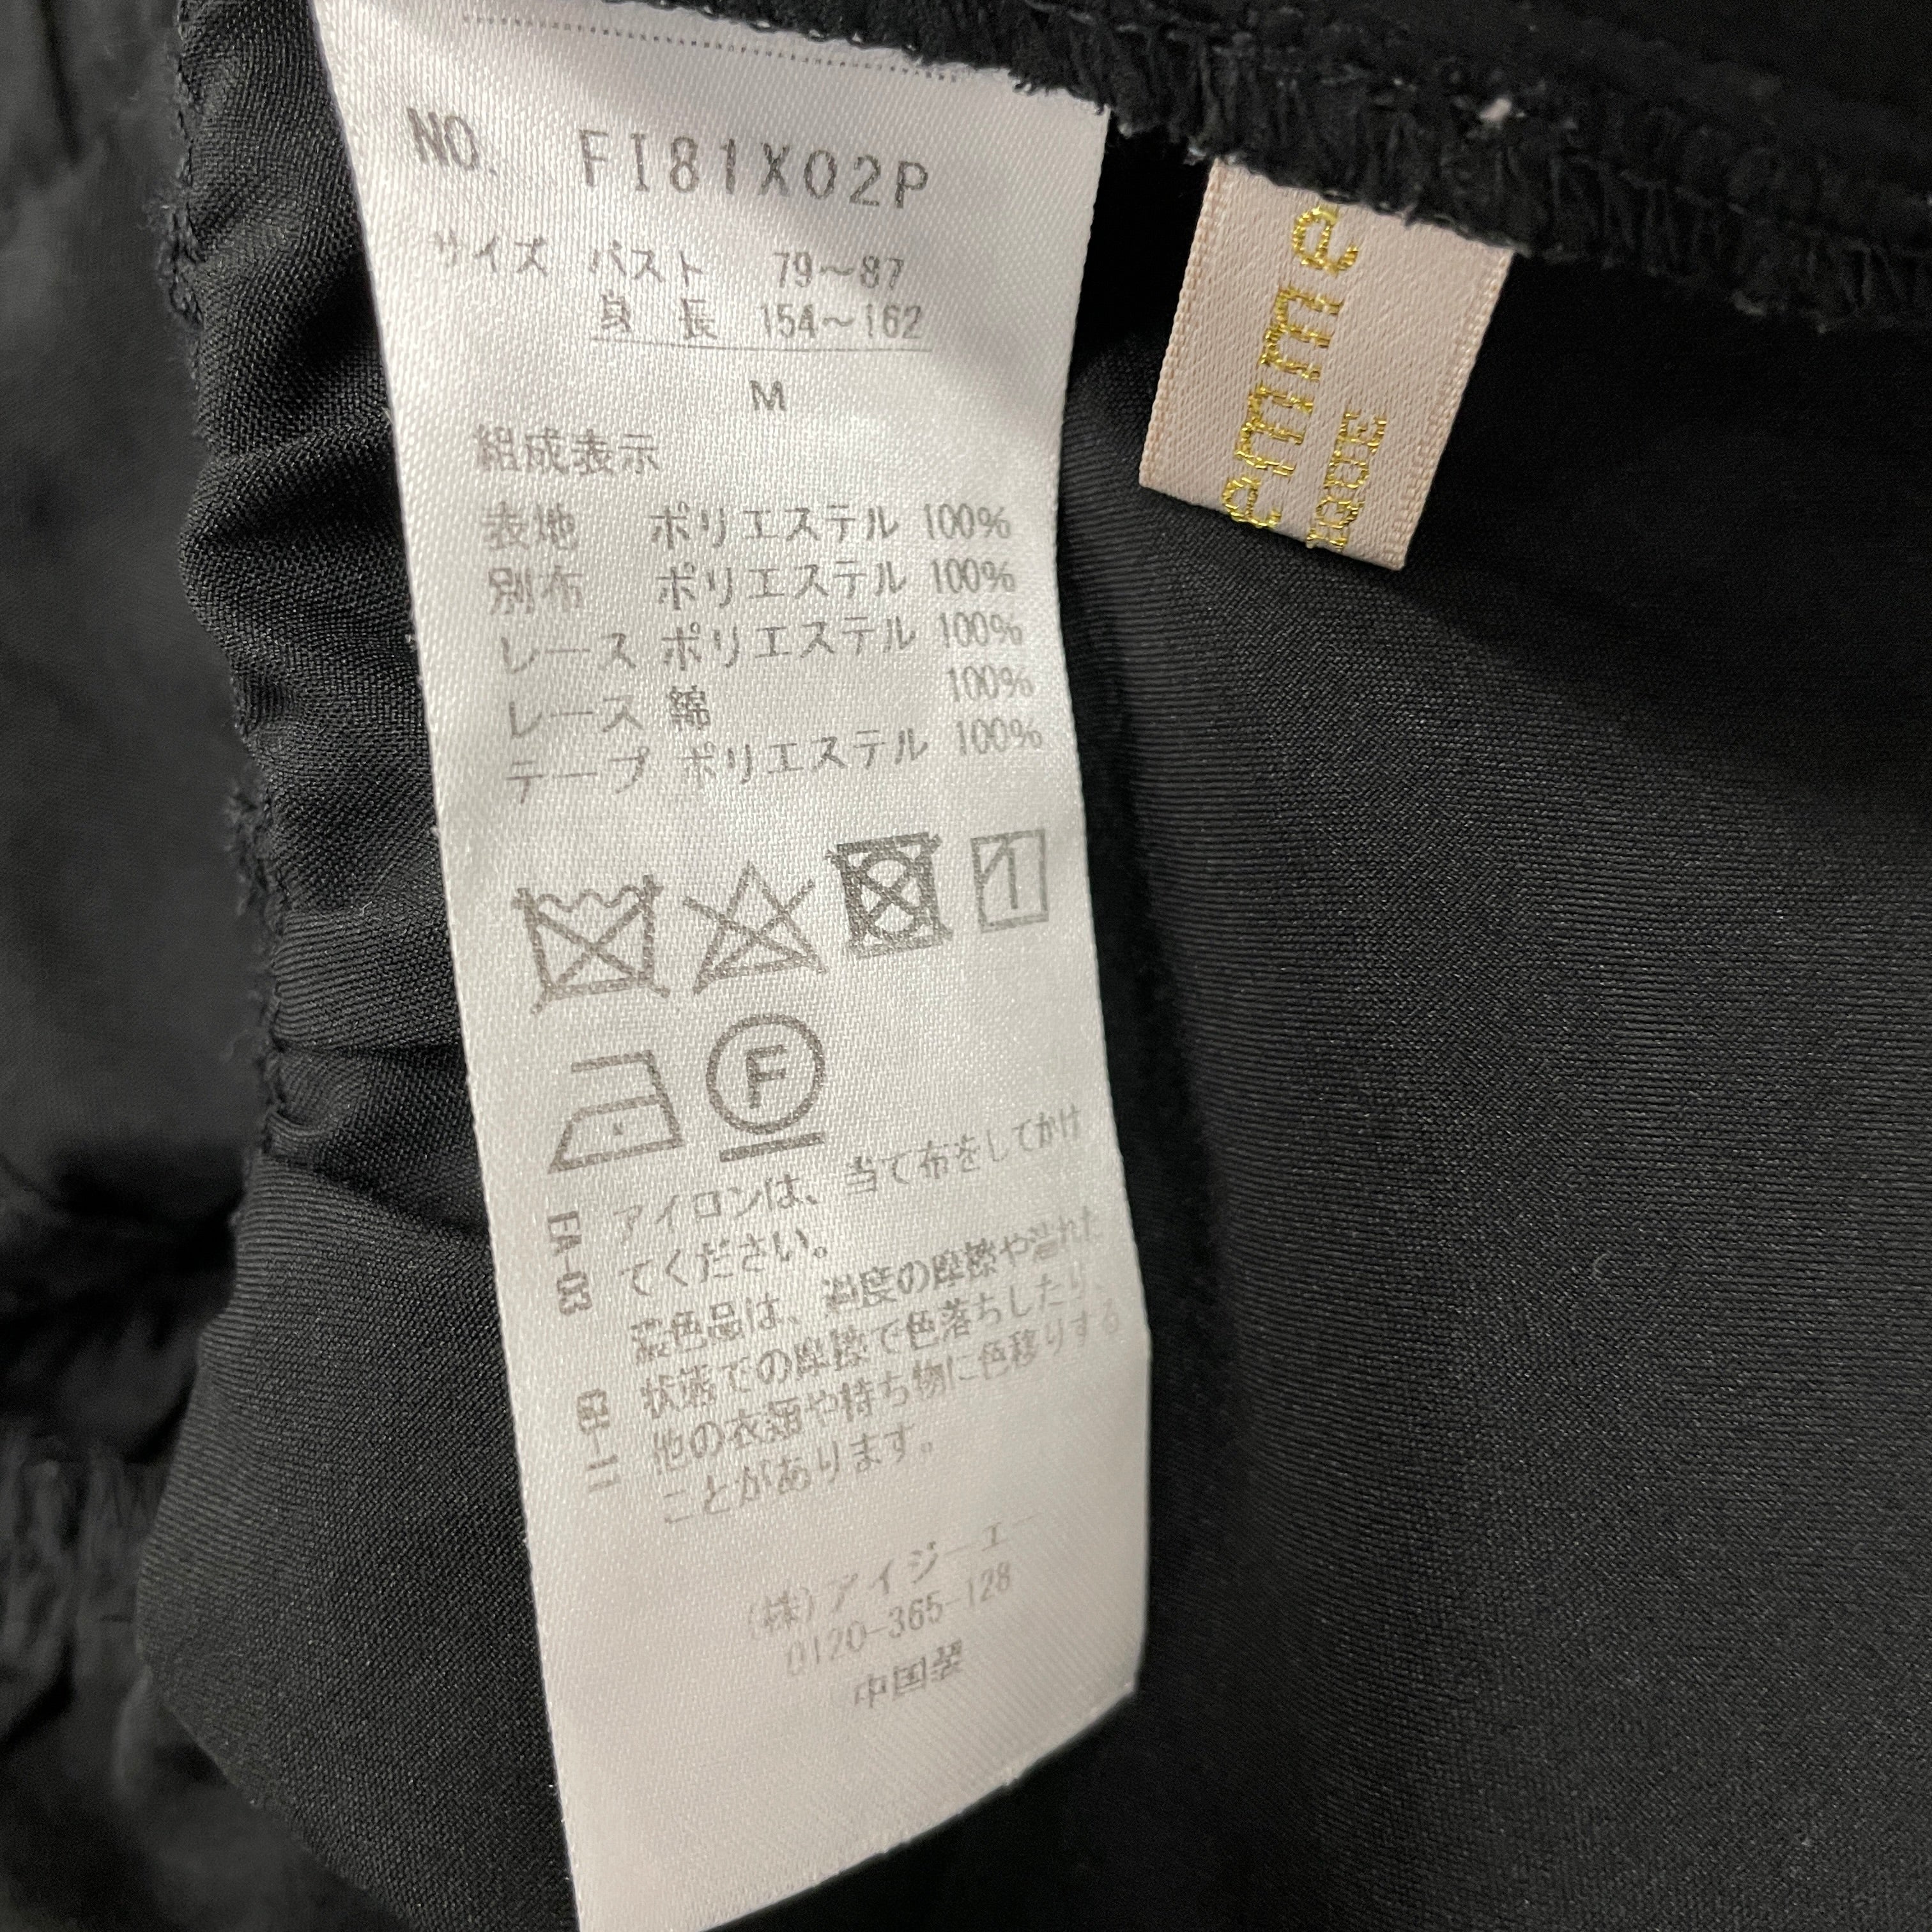 NO. FI81X02P
サイズ バスト 79～87
身長 154～162
M
組成表示
表地 ポリエステル 100%
別布 ポリエステル 100%
レース ポリエステル 100%
レース 綿 100%
テープ ポリエステル 100%
F
EA-03
アイロンは、当て布をしてかけ
てください。
濃色品は、過度の摩擦や濡れた
状態での摩擦で色落ちしたり、
他の衣類や持ち物に色移りする
ことがあります。
(株)アイジーエー
0120-365-128
中国製
emme